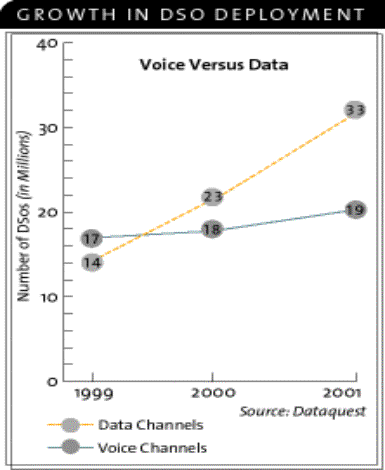 GROWTH IN DSO DEPLOYMENT
Voice Versus Data
Number of DSos (in Millions)
40
30
20
10
0
33
23
19
18
17
14
1999 2000 2001
Source: Dataquest
Data Channels
Voice Channels